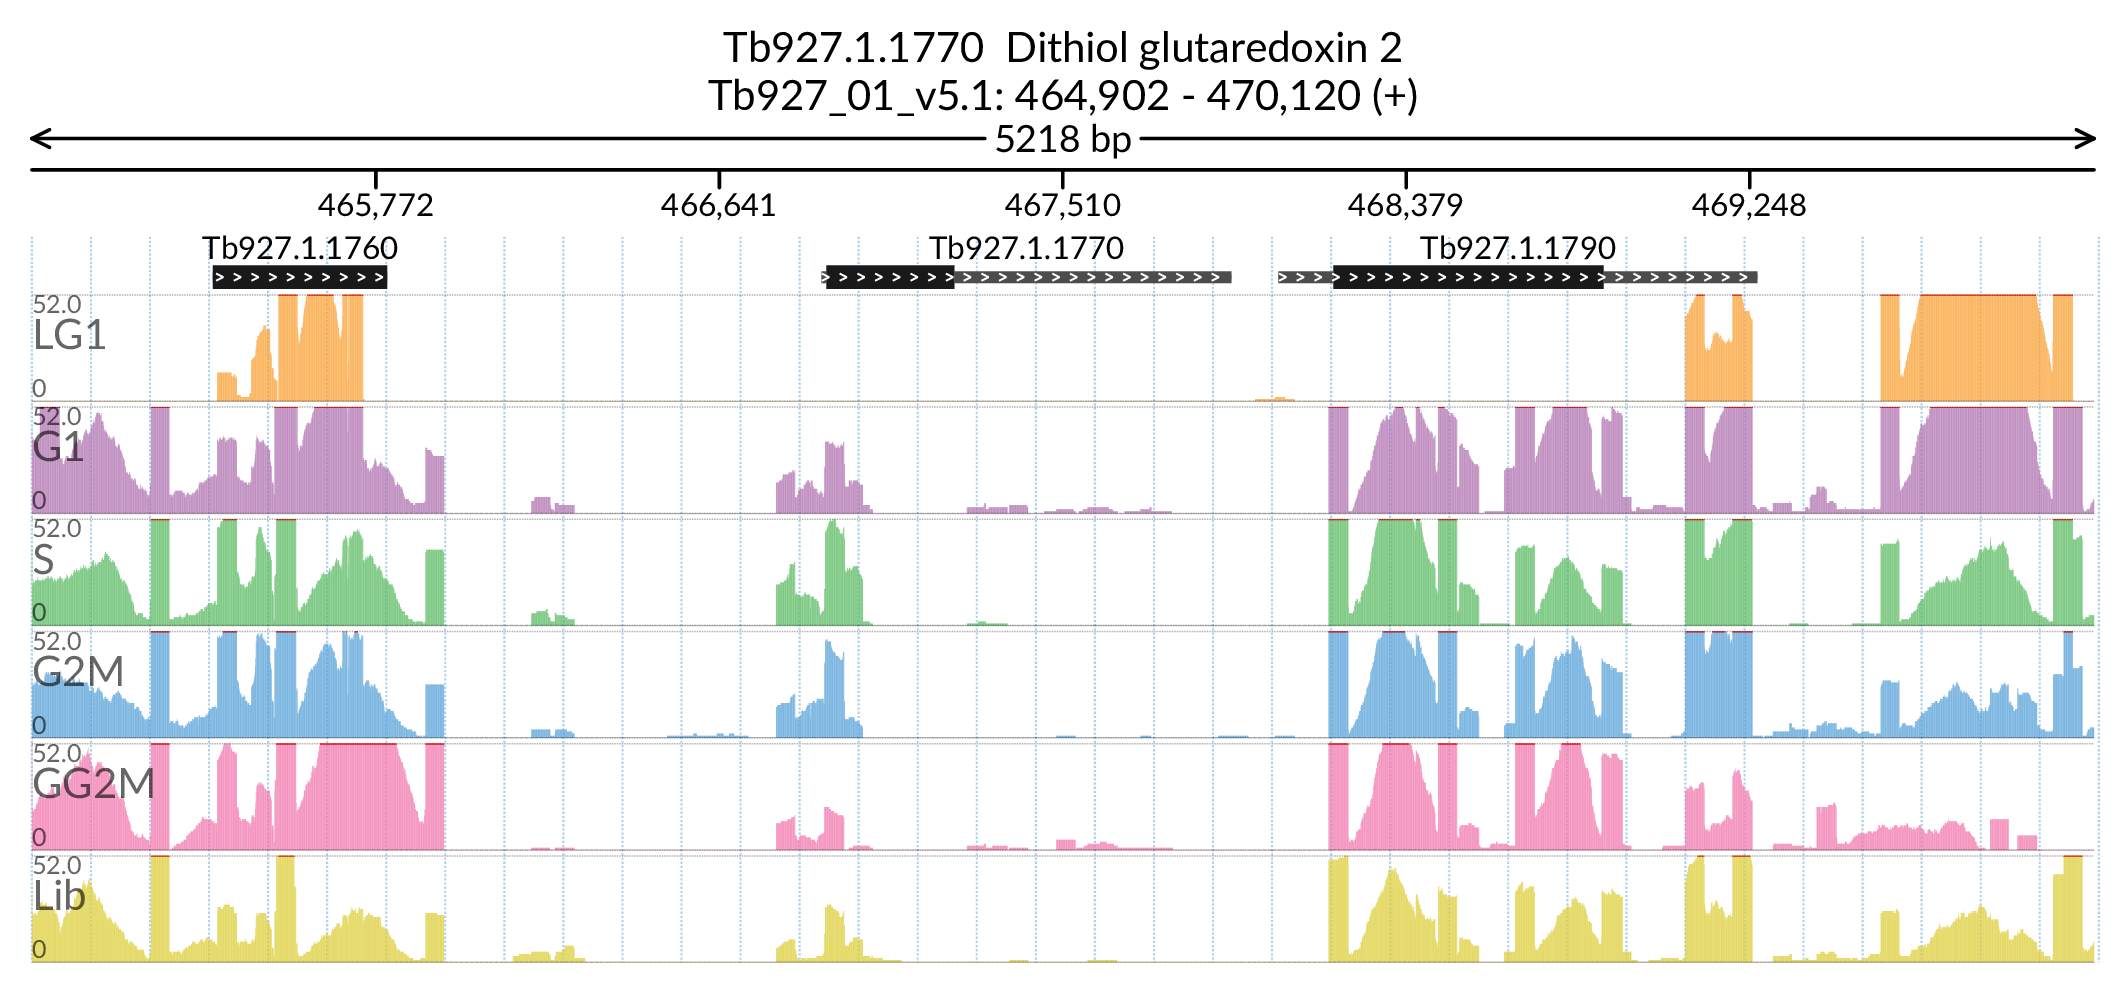 Tb927.1.1770 Dithiol glutaredoxin 2
Tb927_01_v5.1: 464,902 - 470,120 (+)
5218 bp
465,772 466,641 467,510 468,379 469,248
Tb927.1.1760 Tb927.1.1770 Tb927.1.1790
52.0
LG1
0
52.0
G1
0
52.0
S
0
52.0
G2M
0
52.0
GG2M
0
52.0
Lib
0